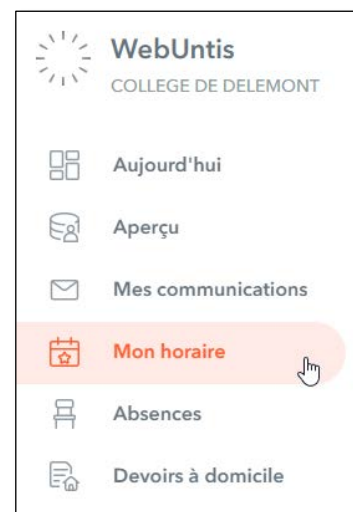 WebUntis
COLLEGE DE DELEMONT
Aujourd'hui
Aperçu
Mes communications
Mon horaire
Absences
Devoirs à domicile